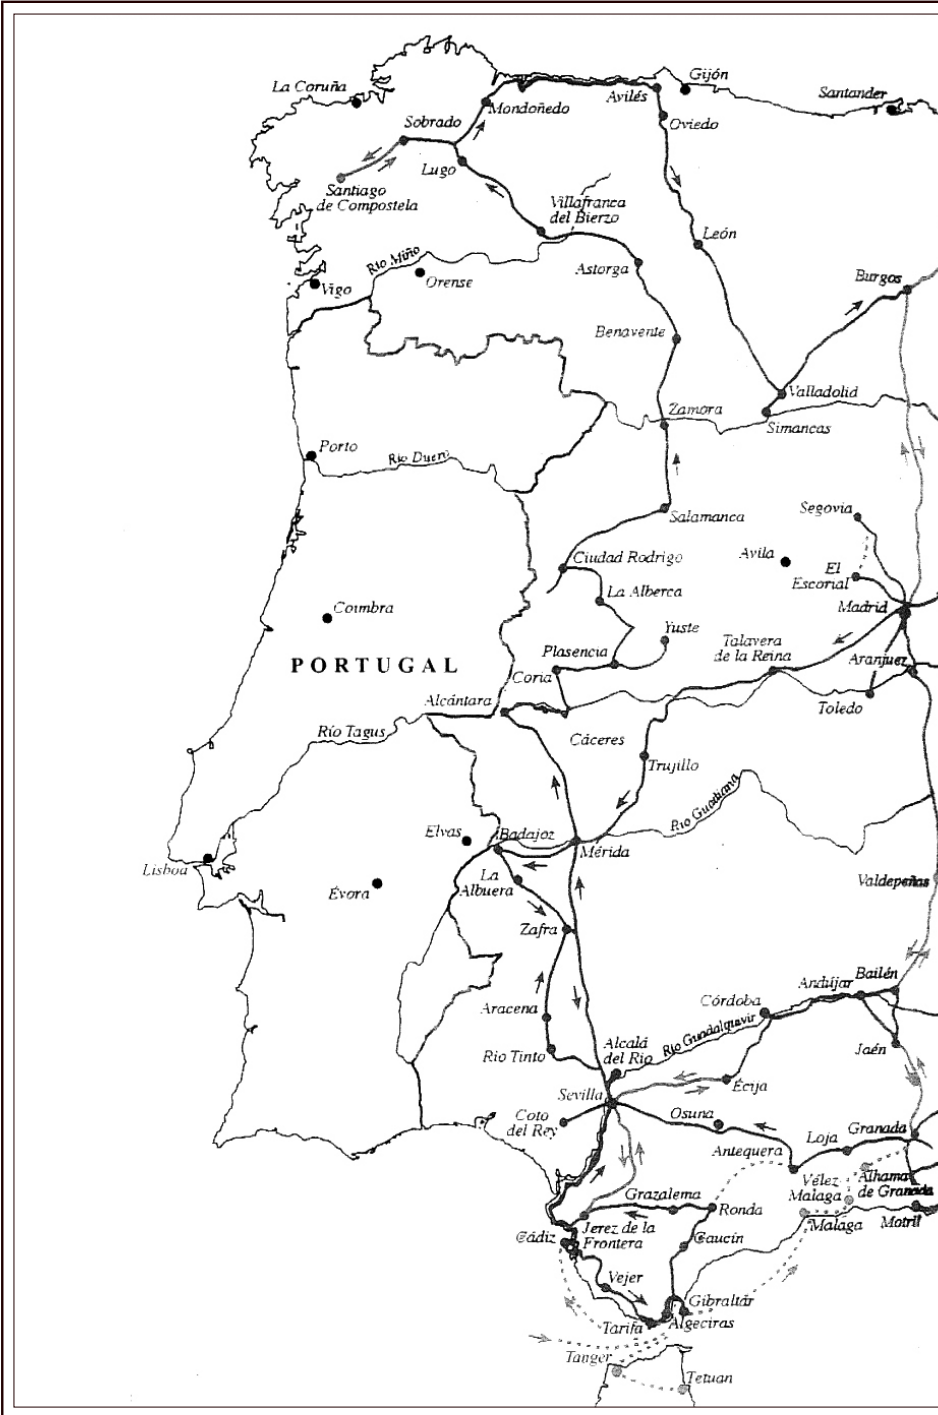 La Coruña
Gijón
Santander
Avilés
Mondoñedo
Sobrado
Oviedo
Lugo
Santiago
de Compostela
Villafranca
del Bierzo
León
Río Miño
Astorga
Orense
Vigo
Burgos
Benavente
Valladolid
Zamora
Simancas
Porto
Río Duero
Salamanca
Segovia
Ciudad Rodrigo
Avila
El
Escorial
La Alberca
Madrid
Coimbra
Yuste
Talavera
de la Reina
PORTUGAL
Plasencia
Coria
Aranjuez
Alcántara
Toledo
Río Tagus
Cáceres
Trujillo
Río Guadiana
Elvas
Badajoz
Mérida
Lisboa
La
Albuera
Évora
Valdepeñas
Zafra
Andújar
Bailén
Aracena
Córdoba
Río Guadalquivir
Alcalá
del Rio
Rio Tinto
Jaén
Sevilla
Écija
Coto
del Rey
Osuna
Granada
Loja
Antequera
Vélez
Malaga
Alhama
de Granada
Grazalema
Ronda
Malaga
Motril
Jerez de la
Frontera
Cádiz
Gaucín
Vejer
Gibraltár
Tarifa
Algeciras
Tanger
Tetuan